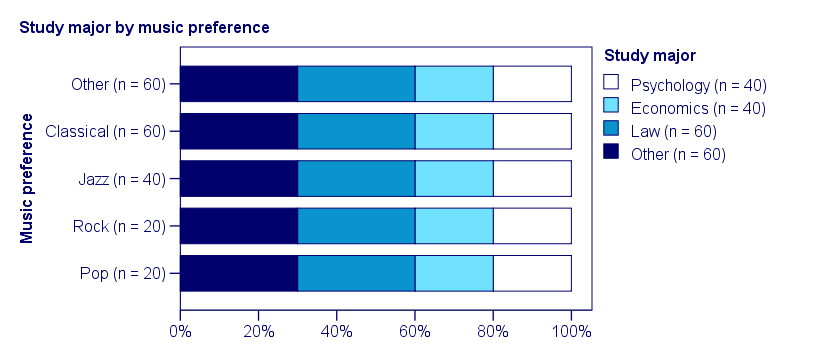 Study major by music preference
Study major
Psychology (n = 40)
Economics (n = 40)
Law (n = 60)
Other (n = 60)
Music preference
Other (n = 60)
Classical (n = 60)
Jazz (n = 40)
Rock (n = 20)
Pop (n = 20)
0% 20% 40% 60% 80% 100%